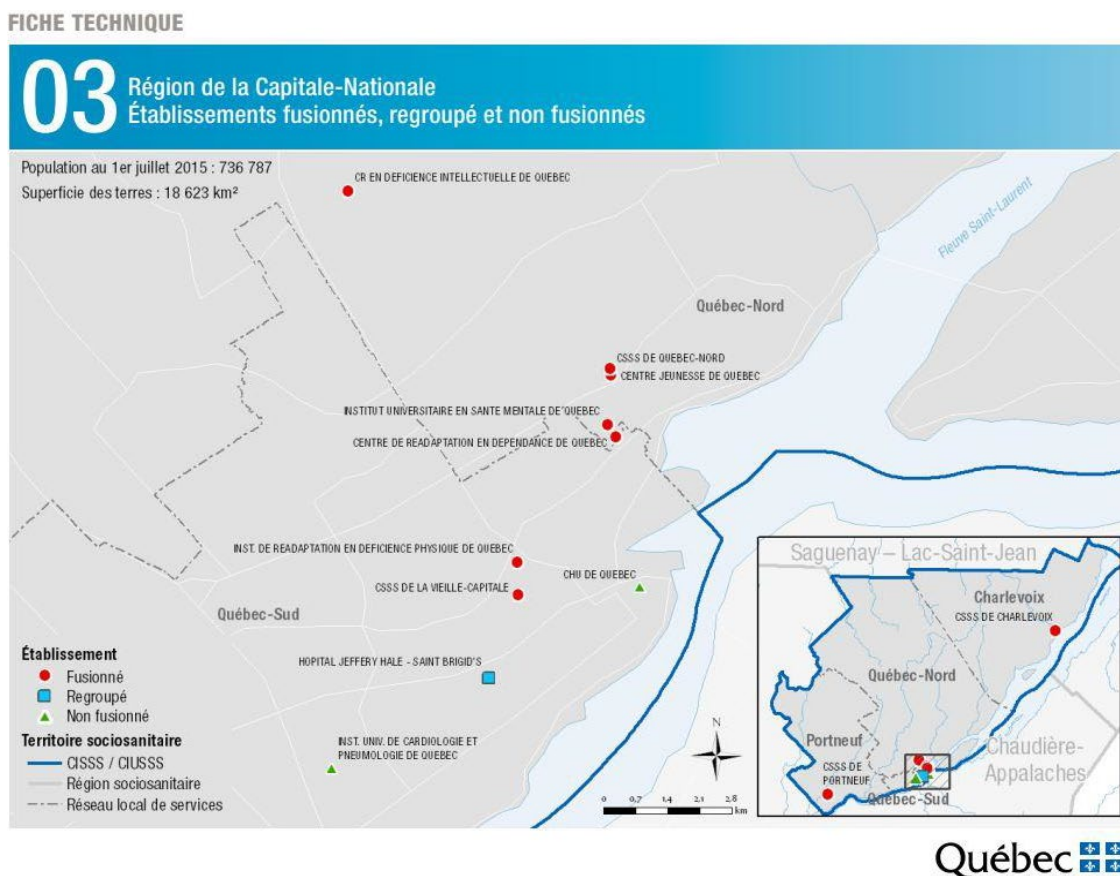 FICHE TECHNIQUE
03
Région de la Capitale-Nationale
Établissements fusionnés, regroupé et non fusionnés
Population au 1er juillet 2015 : 736 787
Superficie des terres : 18 623 km²
CR EN DEFICIENCE INTELLECTUELLE DE QUEBEC
Fleuve Saint-Laurent
Québec-Nord
CSSS DE QUEBEC-NORD
CENTRE JEUNESSE DE QUEBEC
INSTITUT UNIVERSITAIRE EN SANTE MENTALE DE QUEBEC
CENTRE DE READAPTATION EN DEPENDANCE DE QUEBEC
INST. DE READAPTATION EN DEFICIENCE PHYSIQUE DE QUEBEC
CHU DE QUEBEC
CSSS DE LA VIEILLE-CAPITALE
Québec-Sud
HOPITAL JEFFERY HALE - SAINT BRIGID'S
INST. UNIV. DE CARDIOLOGIE ET
PNEUMOLOGIE DE QUEBEC
Établissement
Fusionné
Regroupé
Non fusionné
Territoire sociosanitaire
CISSS / CIUSSS
Région sociosanitaire
Réseau local de services
N
0 0,7 1,4 2,1 2,8
km
Saguenay – Lac-Saint-Jean
Charlevoix
CSSS DE CHARLEVOIX
Québec-Nord
Portneuf
CSSS DE
PORTNEUF
Chaudière-
Appalaches
Québec-Sud
Québec